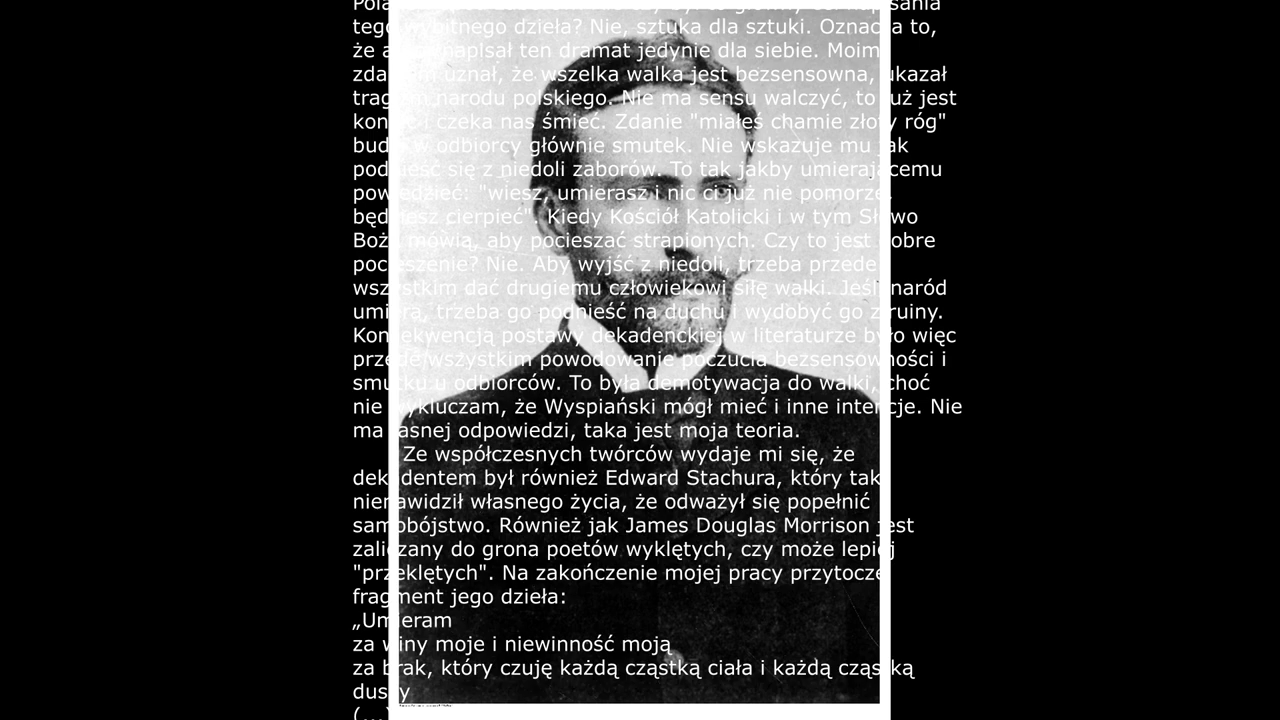 tego wybitnego dzieła? Nie, sztuka dla sztuki. Oznacza to,
że autor napisał ten dramat jedynie dla siebie. Moim
zdaniem uznał, że wszelka walka jest bezsensowna, ukazał
tragizm narodu polskiego. Nie ma sensu walczyć, to już jest
koniec i czeka nas śmieć. Zdanie "miałeś chamie złoty róg"
budzi w odbiorcy głównie smutek. Nie wskazuje mu jak
podnieść się z niedoli zaborów. To tak jakby umierającemu
powiedzieć: "wiesz, umierasz i nic ci już nie pomorze,
będziesz cierpieć". Kiedy Kościół Katolicki i w tym Słowo
Boże mówią, aby pocieszać strapionych. Czy to jest dobre
pocieszenie? Nie. Aby wyjść z niedoli, trzeba przede
wszystkim dać drugiemu człowiekowi siłę walki. Jeśli naród
umiera, trzeba go podnieść na duchu i wydobyć go z ruiny.
Konsekwencją postawy dekadenckiej w literaturze było więc
przede wszystkim powodowanie poczucia bezsensowności i
smutku u odbiorców. To była demotywacja do walki, choć
nie wykluczam, że Wyspiański mógł mieć i inne intencje. Nie
ma jasnej odpowiedzi, taka jest moja teoria.
Ze współczesnych twórców wydaje mi się, że
dekadentem był również Edward Stachura, który tak
nienawidził własnego życia, że odważył się popełnić
samobójstwo. Również jak James Douglas Morrison jest
zaliczany do grona poetów wyklętych, czy może lepiej
"przeklętych". Na zakończenie mojej pracy przytoczę
fragment jego dzieła:
„Umieram
za winy moje i niewinność moją
za brak, który czuję każdą cząstką ciała i każdą cząstką
duszy
(...